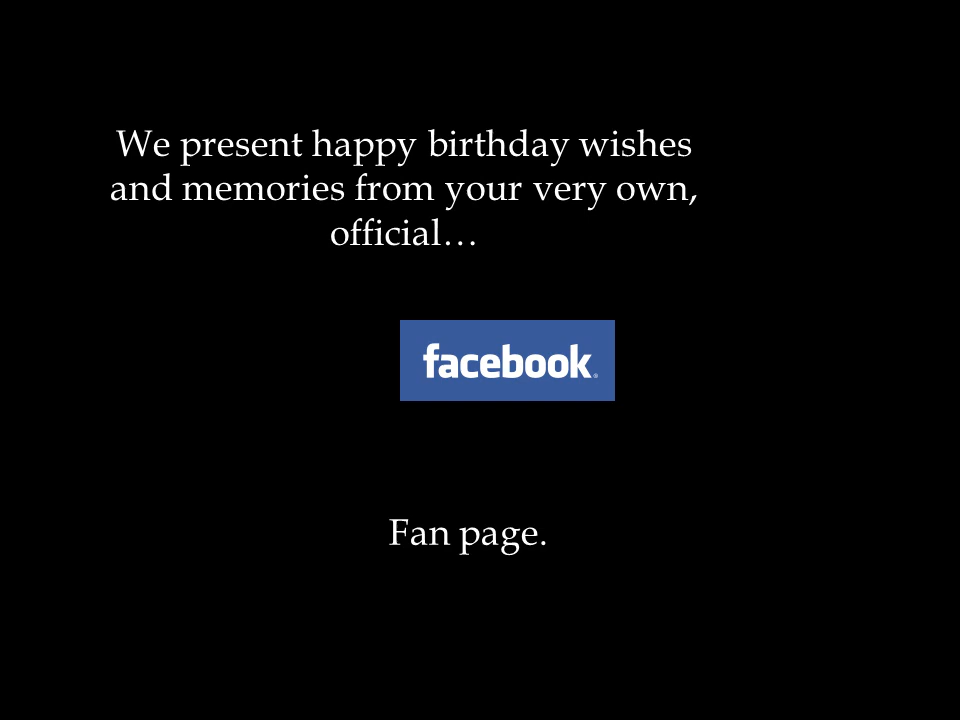 We present happy birthday wishes
and memories from your very own,
official…
facebook®
Fan page.